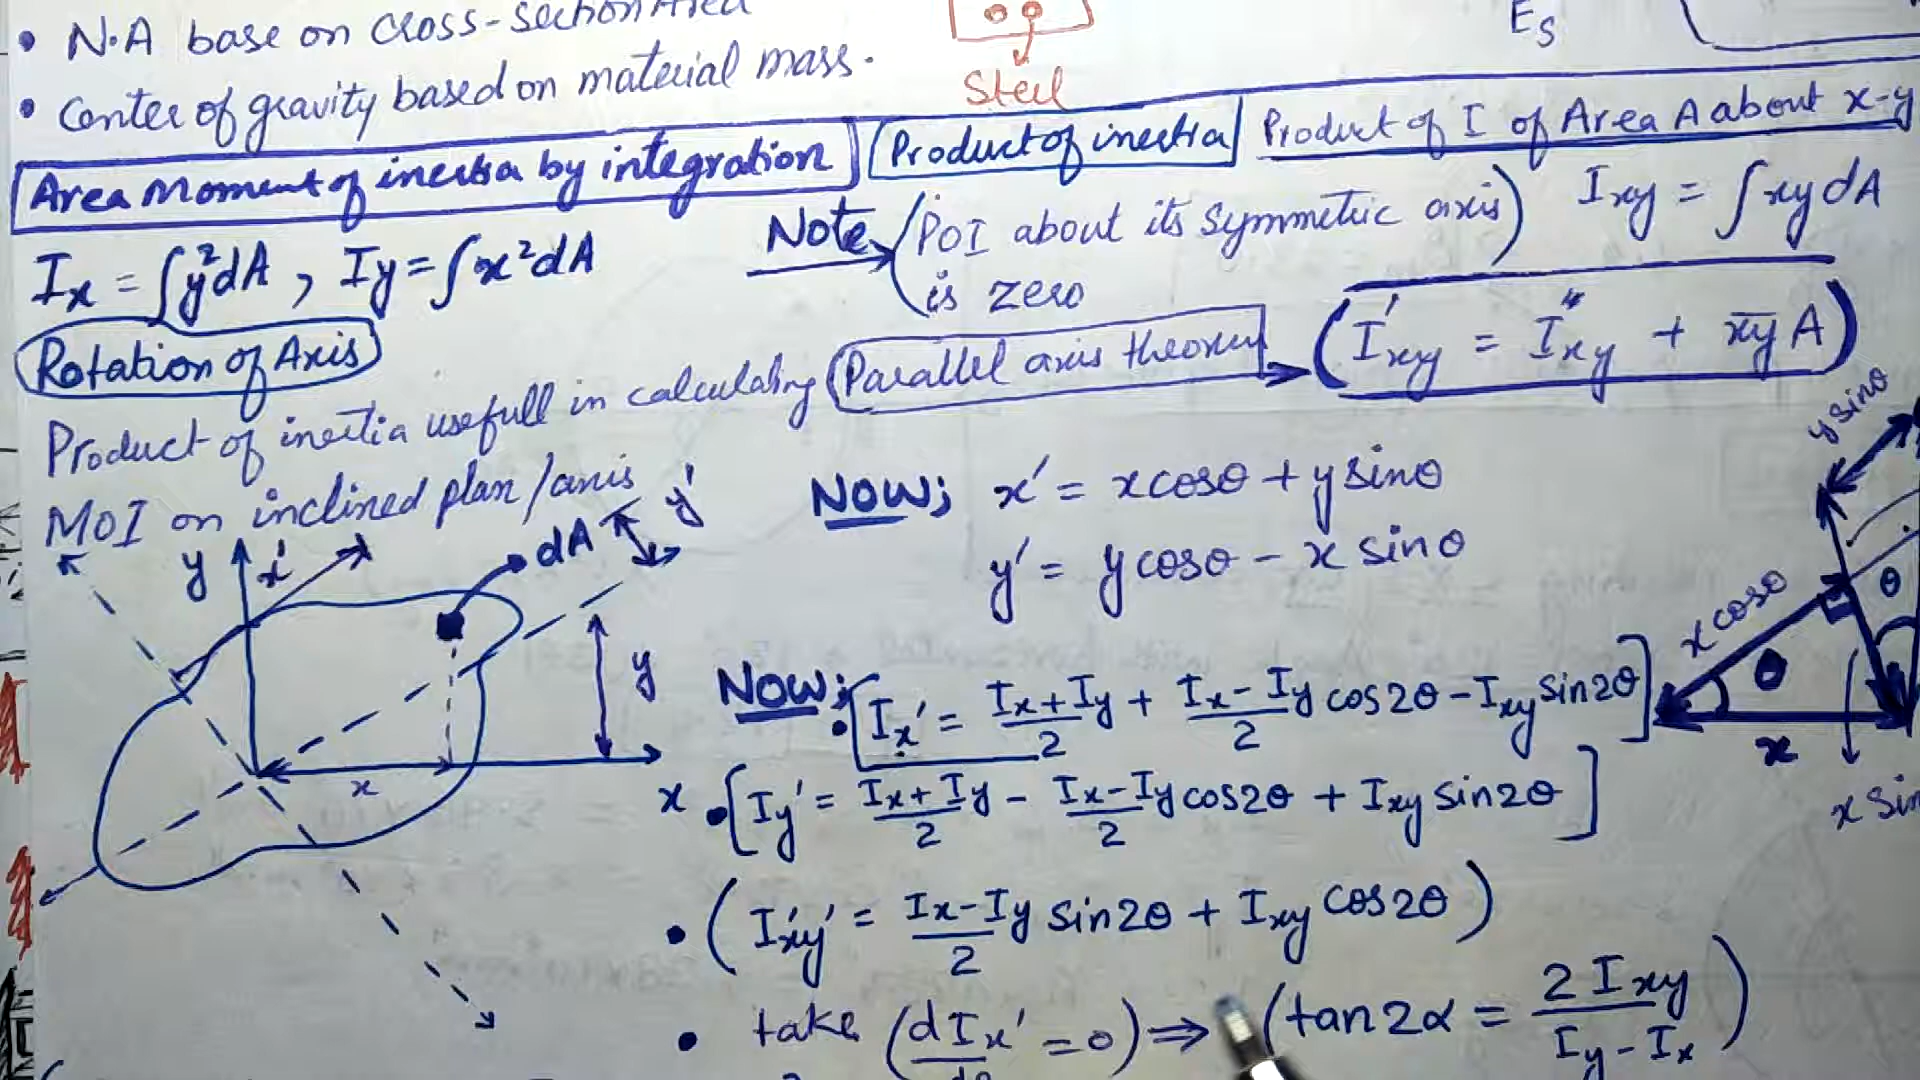 • N.A base on cross-section Area
Steel
Es
• Center of gravity based on material mass.
Area Moment of inertia by integration
Product of inertia
Product of I of Area A about x-y
Ix = ∫y²dA , Iy = ∫x²dA
Note (POI about its symmetric axis)
is zero
Ixy = ∫xydA
Rotation of Axis
Product of inertia usefull in calculating
MOI on inclined plan/axis
Parallel axis theorem
(I'xy = I"xy + x̄ȳA)
y sinθ
Now; x' = xcosθ + y sinθ
y' = ycosθ - x sinθ
y x' dA y'
y
x
x
x cosθ
θ
θ
x
x sin
Now; • [Ix' = Ix+Iy/2 + Ix-Iy/2 cos2θ - Ixy sin2θ]
• [Iy' = Ix+Iy/2 - Ix-Iy/2 cos2θ + Ixy sin2θ]
• (Ix'y' = Ix-Iy/2 sin2θ + Ixy cos2θ)
• take (dIx'/dθ = 0) ⇒ (tan2α = 2Ixy/Iy-Ix)